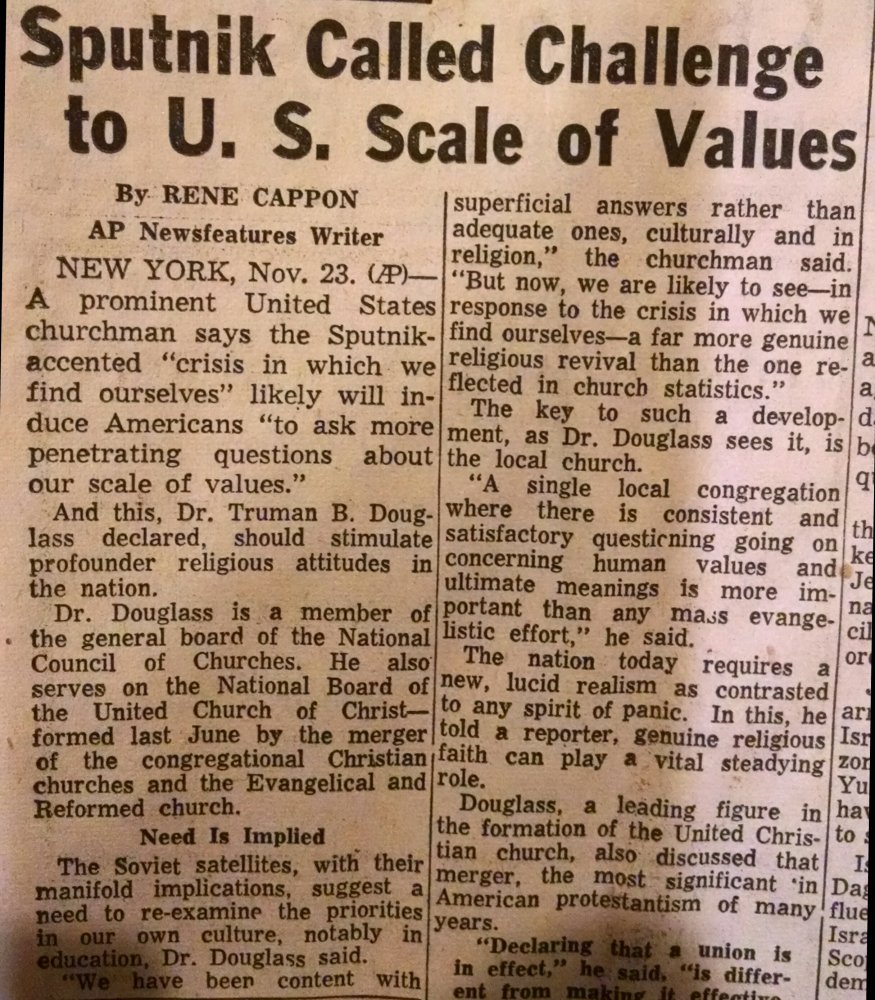 Sputnik Called Challenge
to U. S. Scale of Values
By RENE CAPPON
AP Newsfeatures Writer
NEW YORK, Nov. 23. (AP)—
A prominent United States
churchman says the Sputnik-
accented “crisis in which we
find ourselves” likely will in-
duce Americans “to ask more
penetrating questions about
our scale of values.”
And this, Dr. Truman B. Doug-
lass declared, should stimulate
profounder religious attitudes in
the nation.
Dr. Douglass is a member of
the general board of the National
Council of Churches. He also
serves on the National Board of
the United Church of Christ—
formed last June by the merger
of the congregational Christian
churches and the Evangelical and
Reformed church.
Need Is Implied
The Soviet satellites, with their
manifold implications, suggest a
need to re-examine the priorities
in our own culture, notably in
education, Dr. Douglass said.
“We have been content with
superficial answers rather than
adequate ones, culturally and in
religion,” the churchman said.
“But now, we are likely to see—in
response to the crisis in which we
find ourselves—a far more genuine
religious revival than the one re-
flected in church statistics.”
The key to such a develop-
ment, as Dr. Douglass sees it, is
the local church.
“A single local congregation
where there is consistent and
satisfactory questioning going on
concerning human values and
ultimate meanings is more im-
portant than any mass evange-
listic effort,” he said.
The nation today requires a
new, lucid realism as contrasted
to any spirit of panic. In this, he
told a reporter, genuine religious
faith can play a vital steadying
role.
Douglass, a leading figure in
the formation of the United Chris-
tian church, also discussed that
merger, the most significant in
American protestantism of many
years.
“Declaring that a union is
in effect,” he said, “is differ-
ent from making it effective